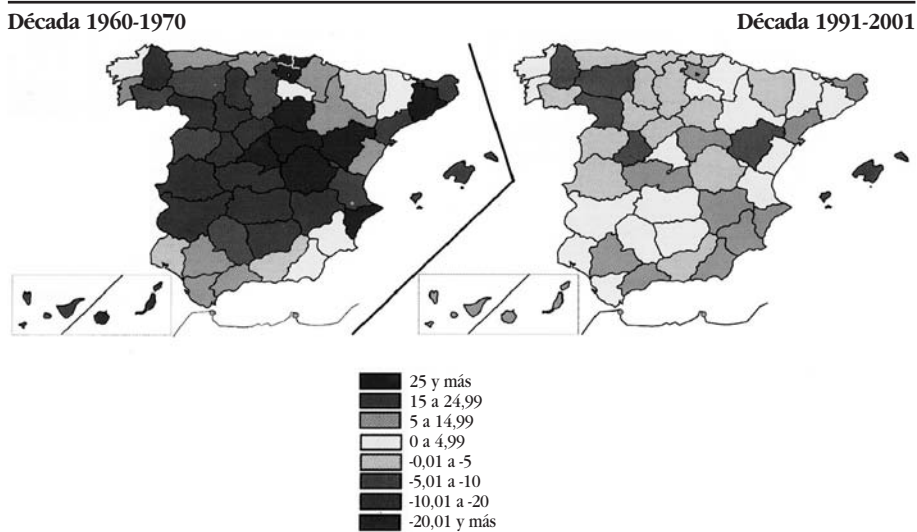 Década 1960-1970
Década 1991-2001
25 y más
15 a 24,99
5 a 14,99
0 a 4,99
-0,01 a -5
-5,01 a -10
-10,01 a -20
-20,01 y más